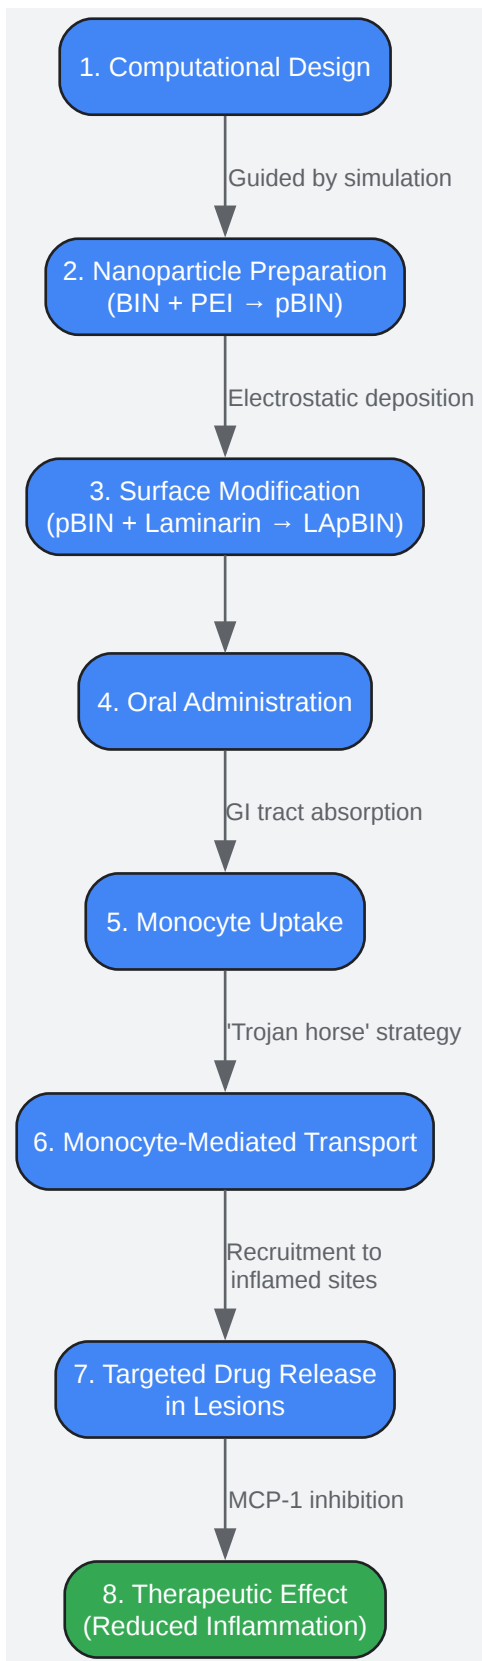 1. Computational Design
Guided by simulation
2. Nanoparticle Preparation
(BIN + PEI → pBIN)
Electrostatic deposition
3. Surface Modification
(pBIN + Laminarin → LApBIN)
4. Oral Administration
GI tract absorption
5. Monocyte Uptake
'Trojan horse' strategy
6. Monocyte-Mediated Transport
Recruitment to
inflamed sites
7. Targeted Drug Release
in Lesions
MCP-1 inhibition
8. Therapeutic Effect
(Reduced Inflammation)